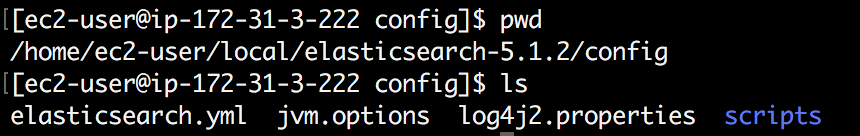 [[ec2-user@ip-172-31-3-222 config]$ pwd
/home/ec2-user/local/elasticsearch-5.1.2/config
[[ec2-user@ip-172-31-3-222 config]$ ls
elasticsearch.yml  jvm.options  log4j2.properties  scripts